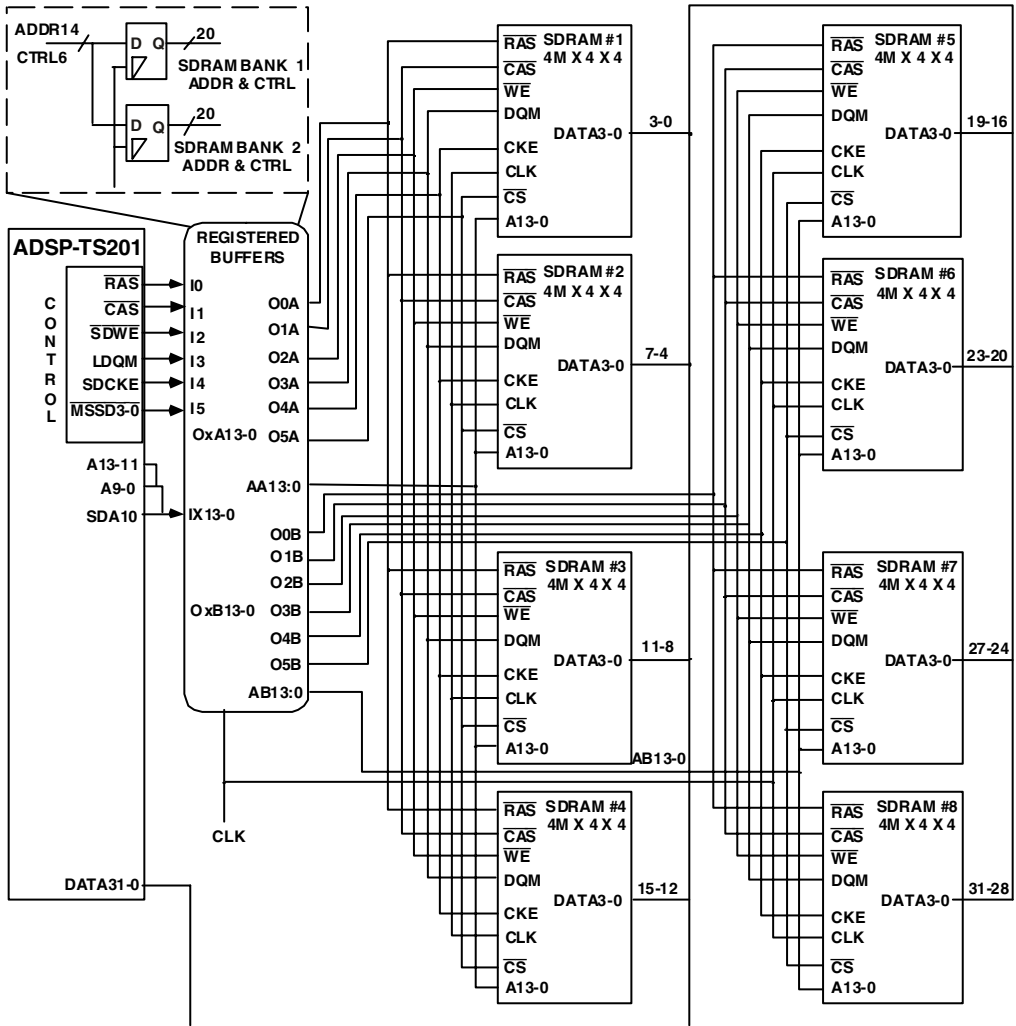 ADDR14
CTRL6
D Q
20
SDRAM BANK 1
ADDR & CTRL
D Q
20
SDRAM BANK 2
ADDR & CTRL
ADSP-TS201
CONTROL
RAS
CAS
SDWE
LDQM
SDCKE
MSSD3-0
A13-11
A9-0
SDA10
DATA31-0
REGISTERED
BUFFERS
I0
I1
I2
I3
I4
I5
IX13-0
O0A
O1A
O2A
O3A
O4A
OxA13-0 O5A
AA13:0
O0B
O1B
O2B
OxB13-0 O3B
O4B
O5B
AB13:0
CLK
RAS SDRAM #1
CAS 4M X 4 X 4
WE
DQM
DATA3-0 3-0
CKE
CLK
CS
A13-0
RAS SDRAM #2
CAS 4M X 4 X 4
WE
DQM
DATA3-0 7-4
CKE
CLK
CS
A13-0
RAS SDRAM #3
CAS 4M X 4 X 4
WE
DQM
DATA3-0 11-8
CKE
CLK
CS
A13-0
AB13-0
RAS SDRAM #4
CAS 4M X 4 X 4
WE
DQM
DATA3-0 15-12
CKE
CLK
CS
A13-0
RAS SDRAM #5
CAS 4M X 4 X 4
WE
DQM
DATA3-0 19-16
CKE
CLK
CS
A13-0
RAS SDRAM #6
CAS 4M X 4 X 4
WE
DQM
DATA3-0 23-20
CKE
CLK
CS
A13-0
RAS SDRAM #7
CAS 4M X 4 X 4
WE
DQM
DATA3-0 27-24
CKE
CLK
CS
A13-0
RAS SDRAM #8
CAS 4M X 4 X 4
WE
DQM
DATA3-0 31-28
CKE
CLK
CS
A13-0